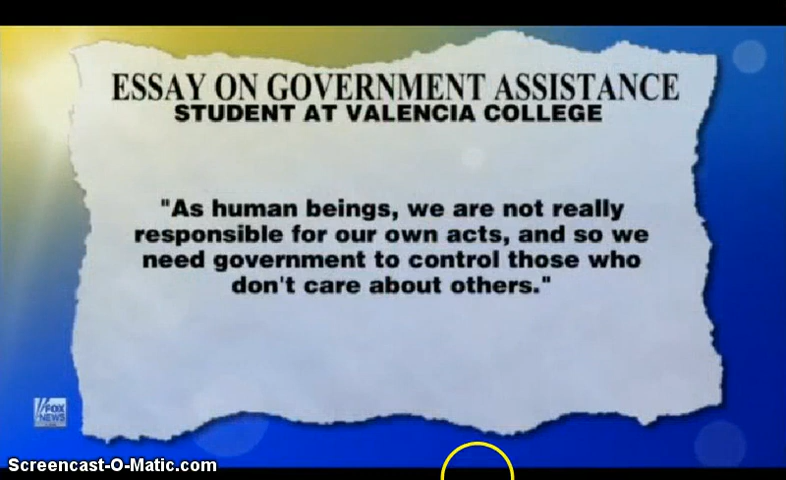 ESSAY ON GOVERNMENT ASSISTANCE
STUDENT AT VALENCIA COLLEGE
"As human beings, we are not really
responsible for our own acts, and so we
need government to control those who
don't care about others."
FOX
NEWS
Screencast-O-Matic.com